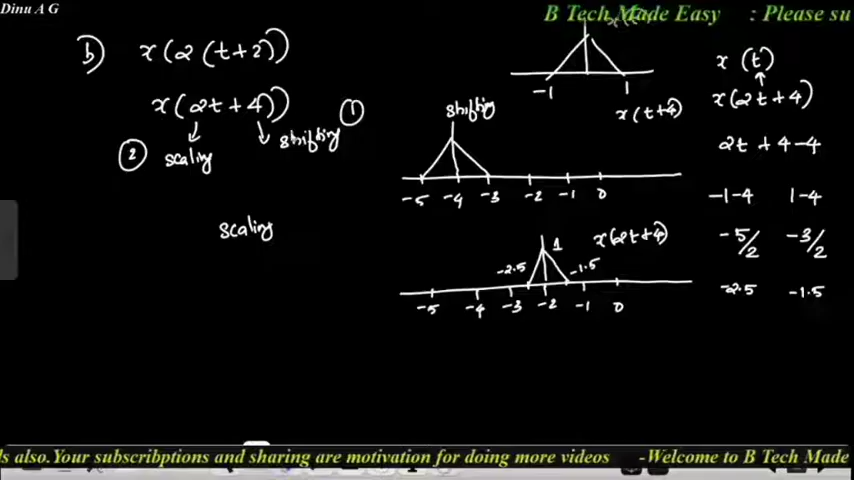 Dinu A G
B Tech Made Easy : Please su
b) x(2(t+2))
x(2t+4))
① shifting
② scaling
scaling
-1 1
x(t+4)
shifting
-5 -4 -3 -2 -1 0
1 x(2t+4)
-2.5 -1.5
-5 -4 -3 -2 -1 0
x(t)
x(2t+4)
2t+4-4
-1-4 1-4
-5/2 -3/2
-2.5 -1.5
ls also.Your subscribptions and sharing are motivation for doing more videos -Welcome to B Tech Made